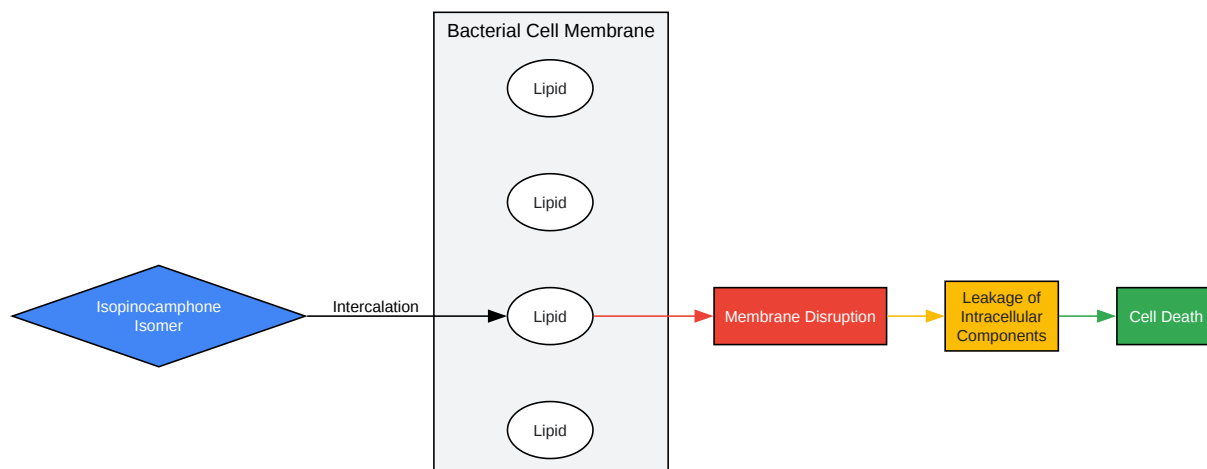 Bacterial Cell Membrane
Lipid
Lipid
Isopinocamphone
Isomer
Intercalation
Lipid
Membrane Disruption
Leakage of
Intracellular
Components
Cell Death
Lipid